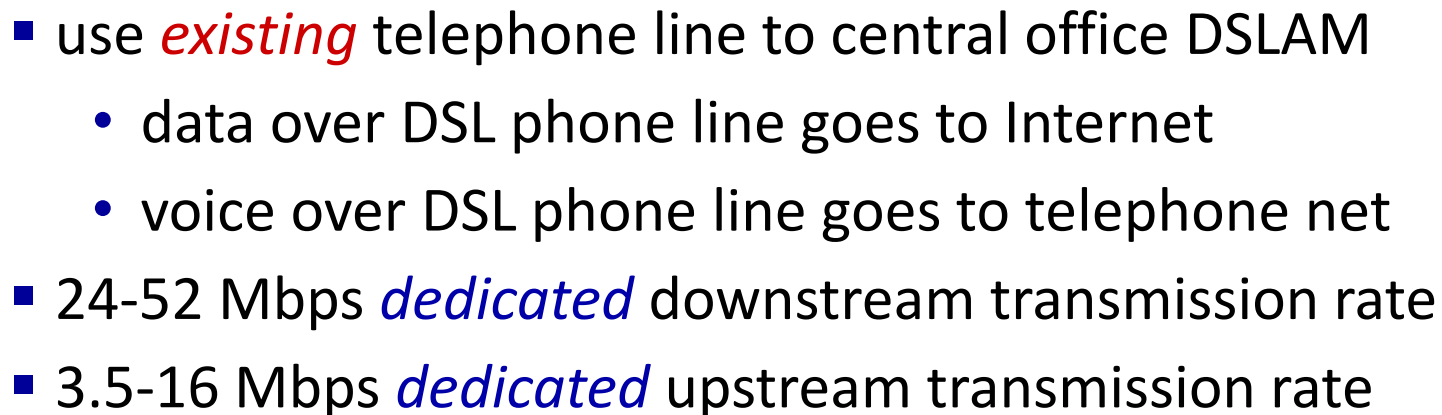 ▪ use existing telephone line to central office DSLAM
• data over DSL phone line goes to Internet
• voice over DSL phone line goes to telephone net
▪ 24-52 Mbps dedicated downstream transmission rate
▪ 3.5-16 Mbps dedicated upstream transmission rate